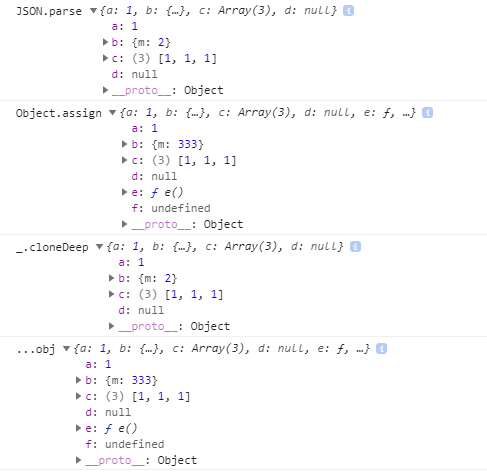 JSON.parse ▼{a: 1, b: {…}, c: Array(3), d: null} i
a: 1
▶b: {m: 2}
▶c: (3) [1, 1, 1]
d: null
▶__proto__: Object
Object.assign ▼{a: 1, b: {…}, c: Array(3), d: null, e: ƒ, …} i
a: 1
▶b: {m: 333}
▶c: (3) [1, 1, 1]
d: null
▶e: ƒ e()
f: undefined
▶__proto__: Object
_.cloneDeep ▼{a: 1, b: {…}, c: Array(3), d: null} i
a: 1
▶b: {m: 2}
▶c: (3) [1, 1, 1]
d: null
▶__proto__: Object
...obj ▼{a: 1, b: {…}, c: Array(3), d: null, e: ƒ, …} i
a: 1
▶b: {m: 333}
▶c: (3) [1, 1, 1]
d: null
▶e: ƒ e()
f: undefined
▶__proto__: Object